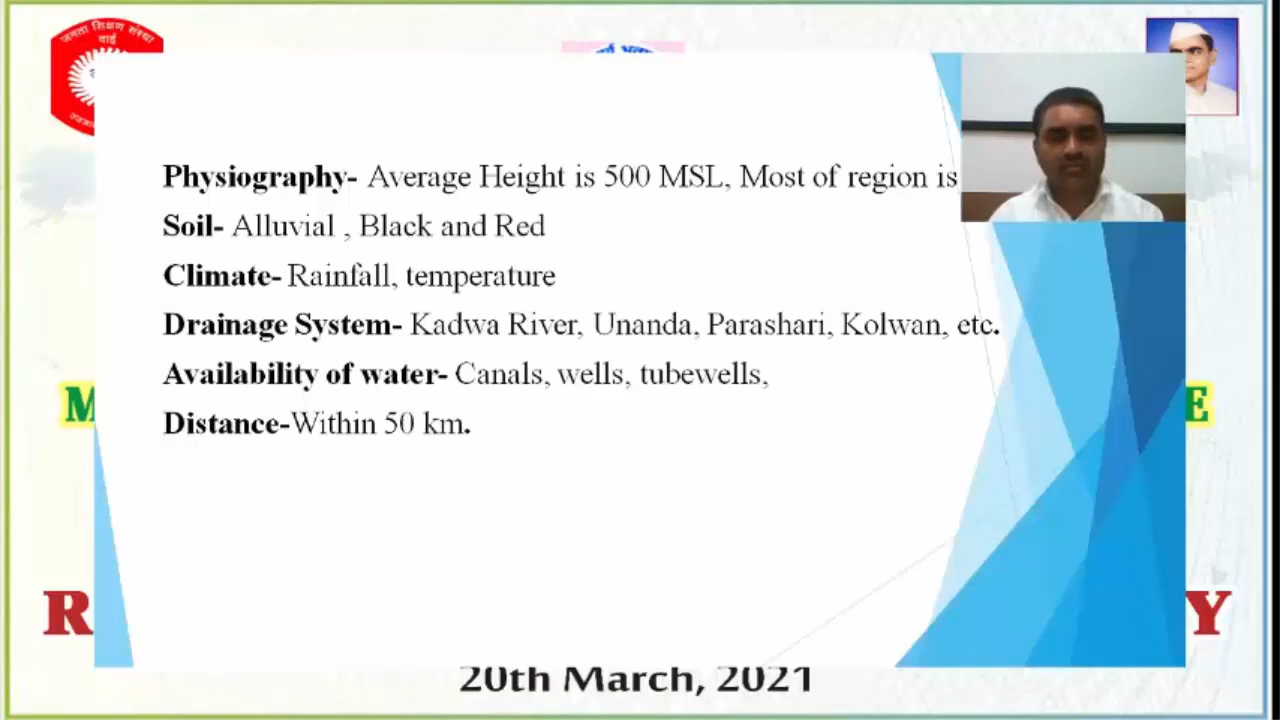 जनता शिक्षण संस्था
वाई
Physiography- Average Height is 500 MSL, Most of region is
Soil- Alluvial , Black and Red
Climate- Rainfall, temperature
Drainage System- Kadwa River, Unanda, Parashari, Kolwan, etc.
Availability of water- Canals, wells, tubewells,
Distance-Within 50 km.
M E
R Y
20th March, 2021